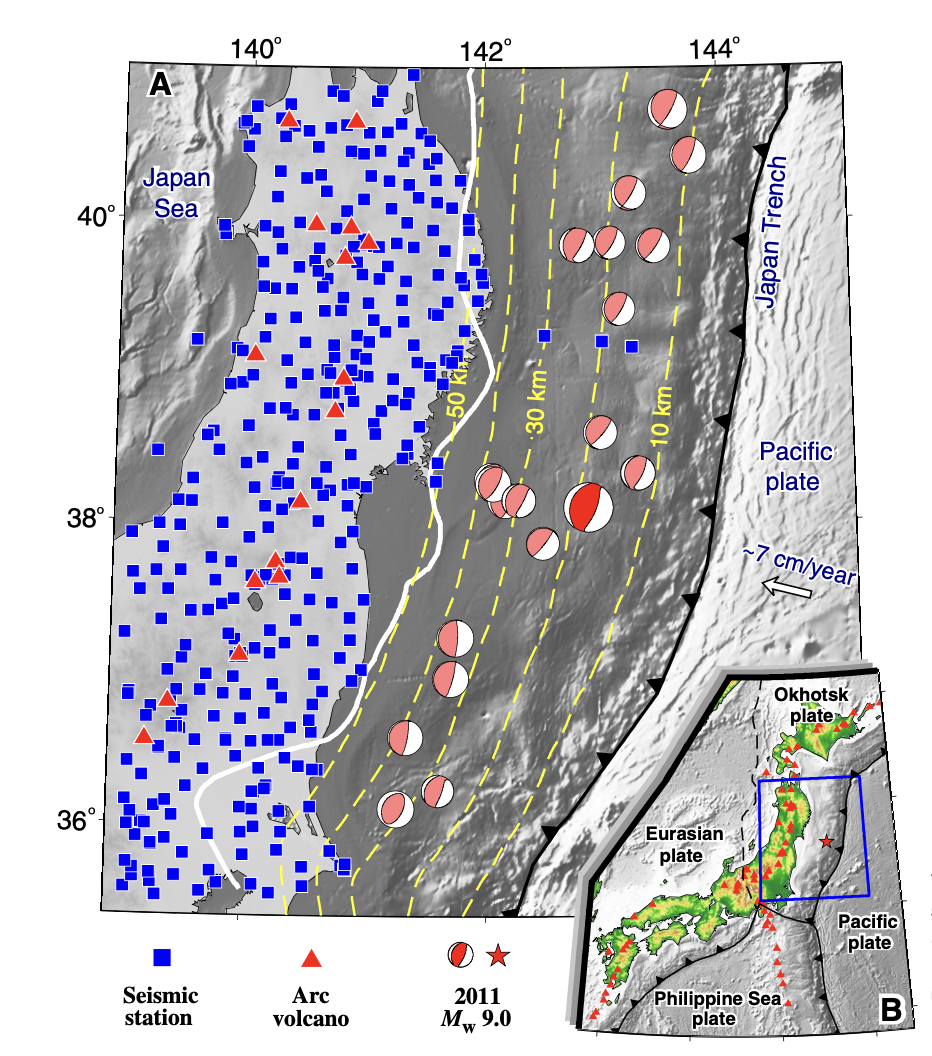 140° 142° 144°
A
Japan
Sea
40°
Japan Trench
50 km
30 km
10 km
Pacific
plate
38°
~7 cm/year
36°
Okhotsk
plate
Eurasian
plate
Pacific
plate
Philippine Sea
plate
B
Seismic
station
Arc
volcano
2011
Mw 9.0